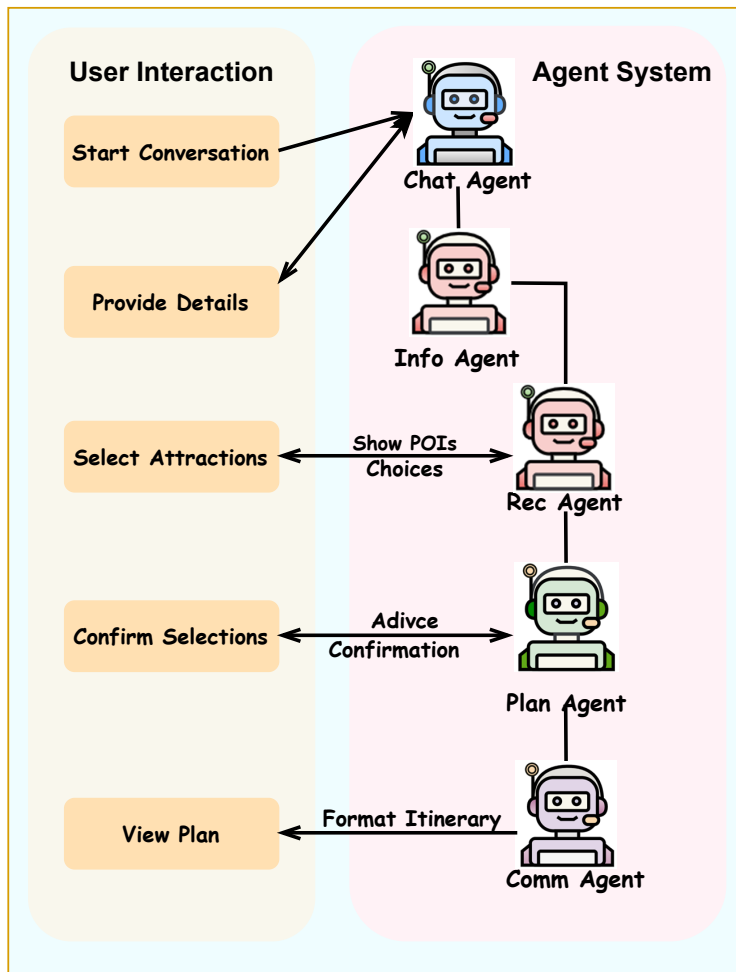 User Interaction
Agent System
Start Conversation
Chat Agent
Provide Details
Info Agent
Select Attractions
Show POIs
Choices
Rec Agent
Confirm Selections
Adivce
Confirmation
Plan Agent
View Plan
Format Itinerary
Comm Agent